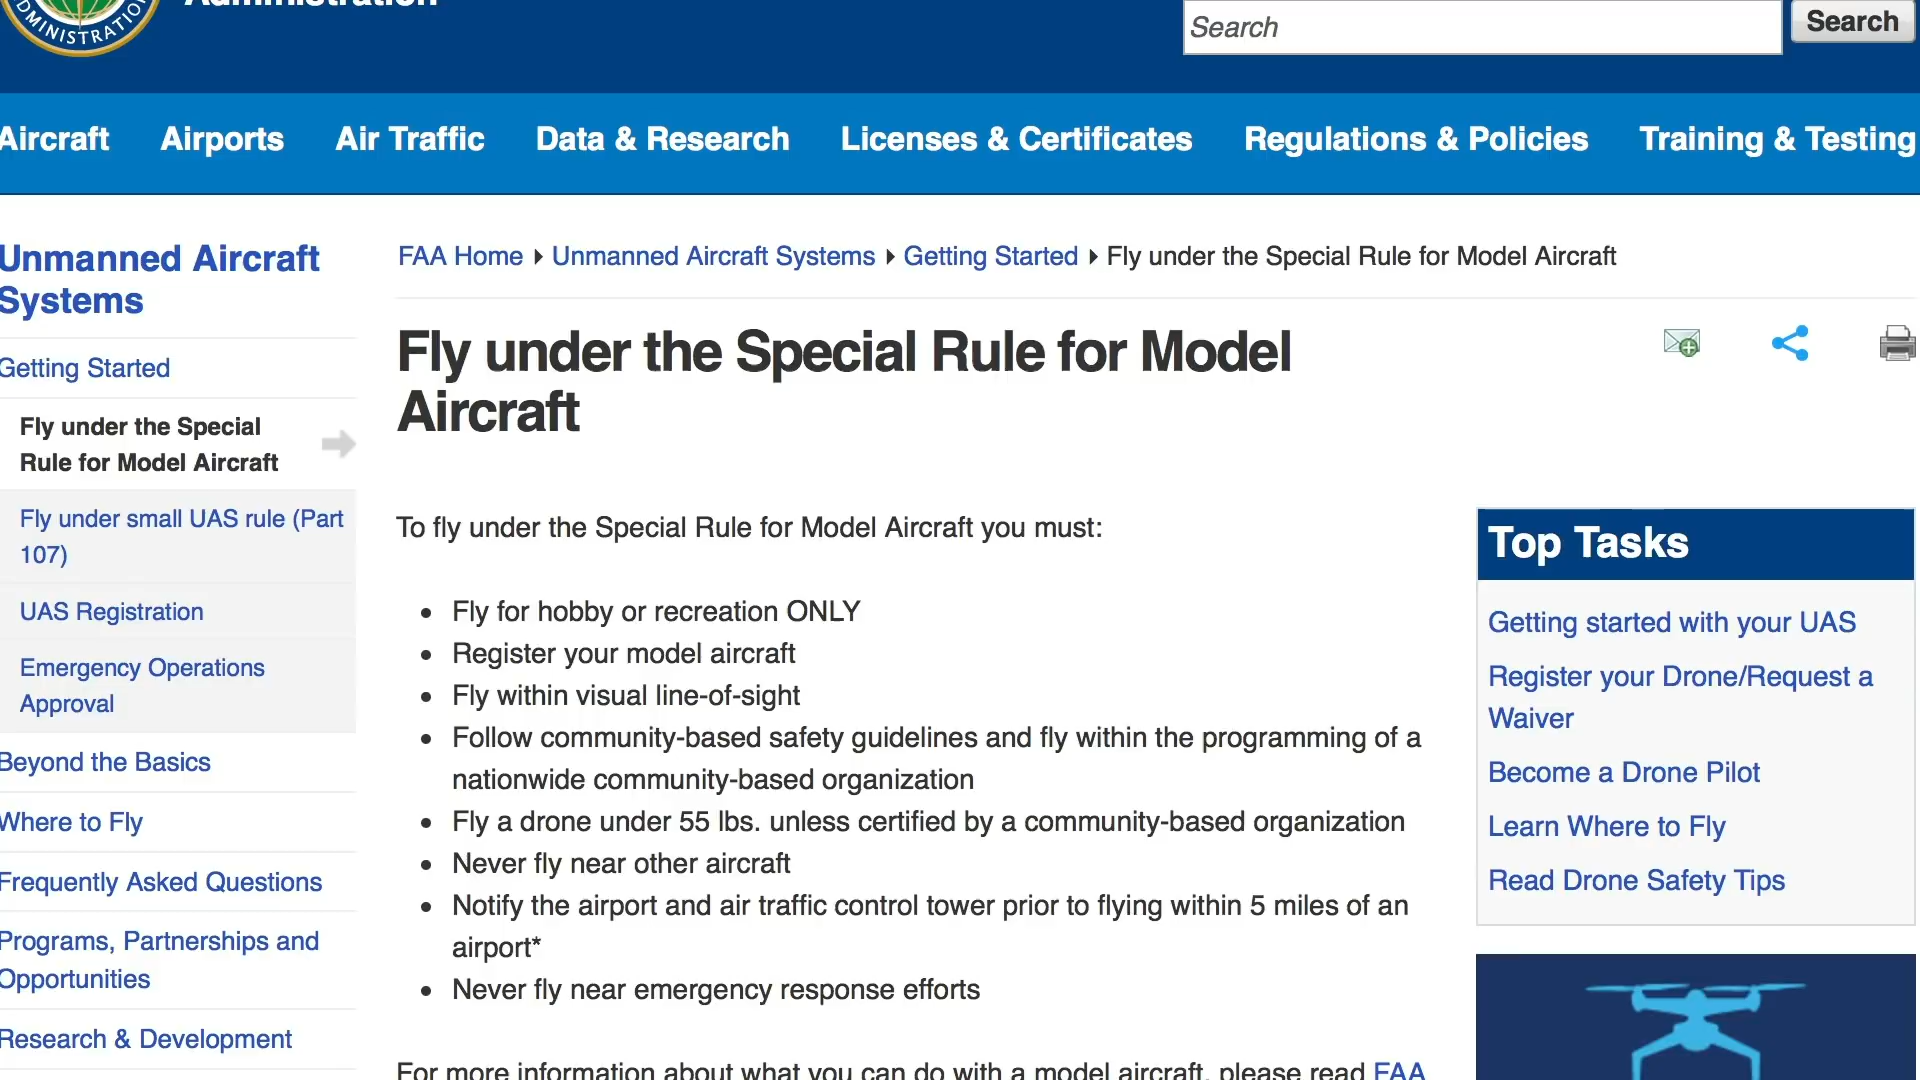 Administration
MINISTRATION
Search
Search
Aircraft
Airports
Air Traffic
Data & Research
Licenses & Certificates
Regulations & Policies
Training & Testing
Unmanned Aircraft
Systems
Getting Started
Fly under the Special
Rule for Model Aircraft
Fly under small UAS rule (Part
107)
UAS Registration
Emergency Operations
Approval
Beyond the Basics
Where to Fly
Frequently Asked Questions
Programs, Partnerships and
Opportunities
Research & Development
FAA Home Unmanned Aircraft Systems Getting Started Fly under the Special Rule for Model Aircraft
Fly under the Special Rule for Model
Aircraft
To fly under the Special Rule for Model Aircraft you must:
• Fly for hobby or recreation ONLY
• Register your model aircraft
• Fly within visual line-of-sight
• Follow community-based safety guidelines and fly within the programming of a
nationwide community-based organization
• Fly a drone under 55 lbs. unless certified by a community-based organization
• Never fly near other aircraft
• Notify the airport and air traffic control tower prior to flying within 5 miles of an
airport*
• Never fly near emergency response efforts
For more information about what you can do with a model aircraft, please read FAA
Top Tasks
Getting started with your UAS
Register your Drone/Request a
Waiver
Become a Drone Pilot
Learn Where to Fly
Read Drone Safety Tips